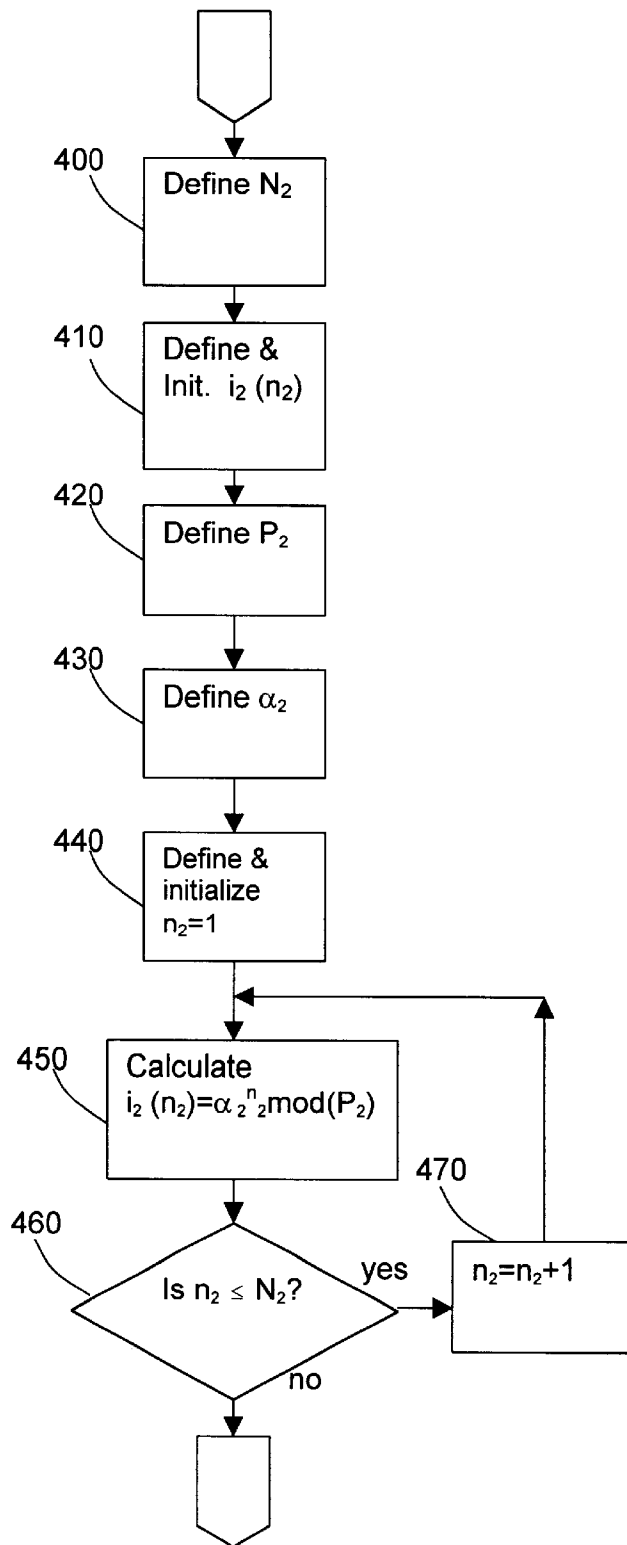 400
Define N₂
410
Define &
Init. i₂ (n₂)
420
Define P₂
430
Define α₂
440
Define &
initialize
n₂=1
450
Calculate
i₂ (n₂)=α₂ⁿ₂mod(P₂)
460
Is n₂ ≤ N₂?
yes
470
n₂=n₂+1
no